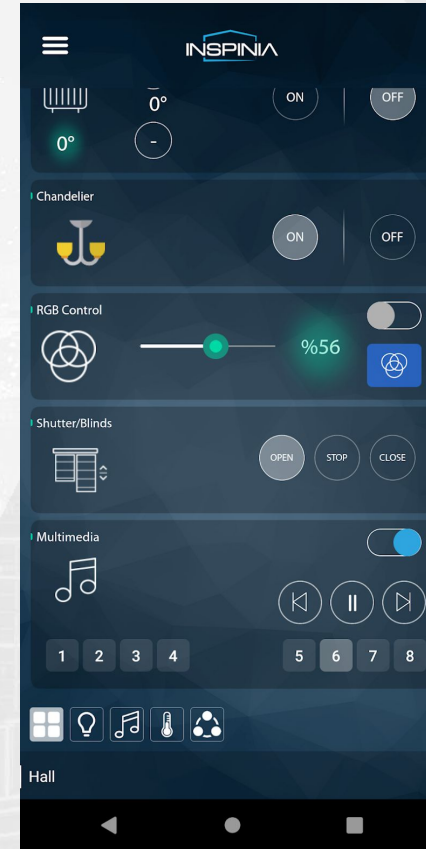 INSPINIA
0°
ON
OFF
0°
-
Chandelier
ON
OFF
RGB Control
%56
Shutter/Blinds
OPEN
STOP
CLOSE
Multimedia
1 2 3 4 5 6 7 8
Hall